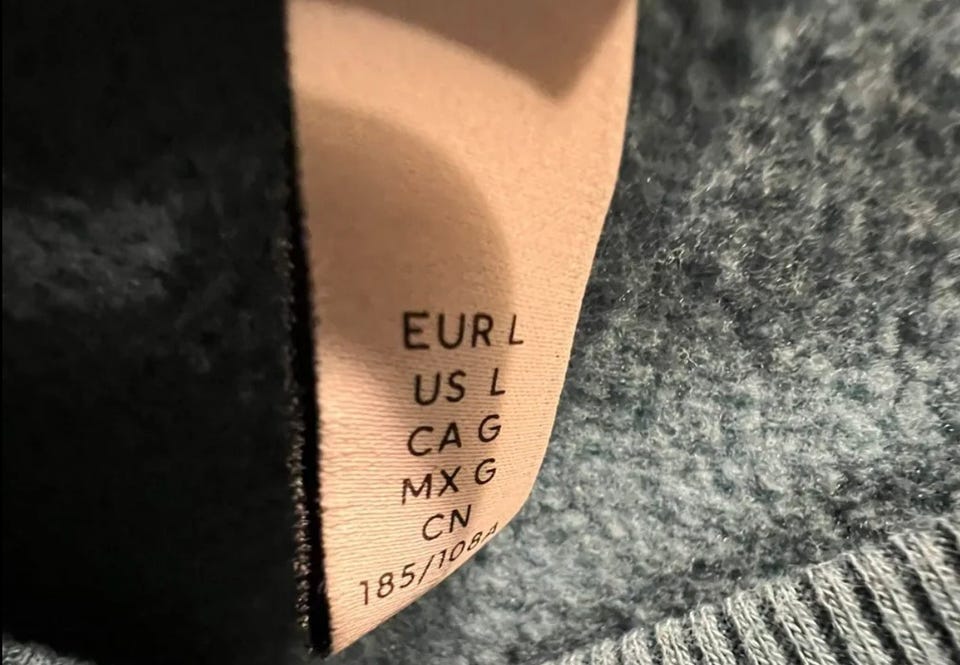 EUR L
US L
CA G
MX G
CN
185/108A